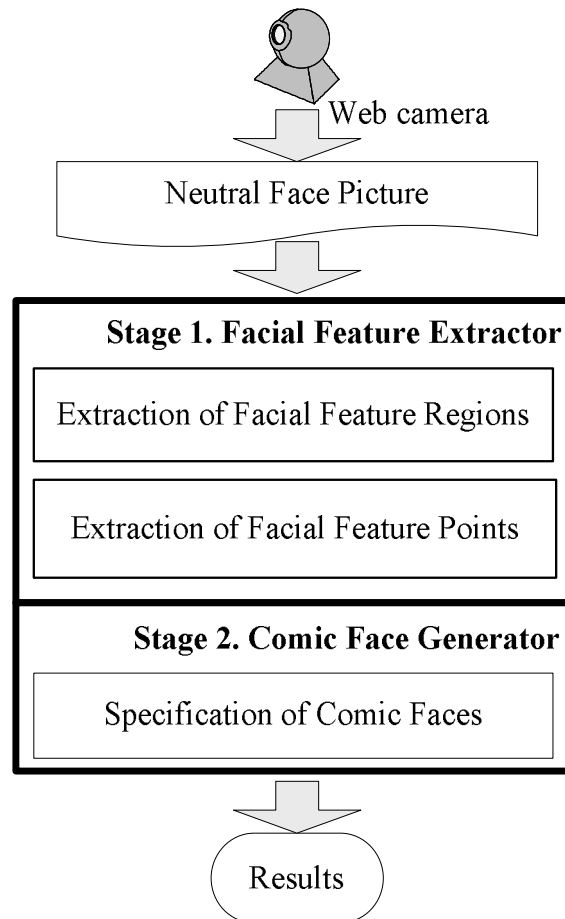 Web camera
Neutral Face Picture
Stage 1. Facial Feature Extractor
Extraction of Facial Feature Regions
Extraction of Facial Feature Points
Stage 2. Comic Face Generator
Specification of Comic Faces
Results